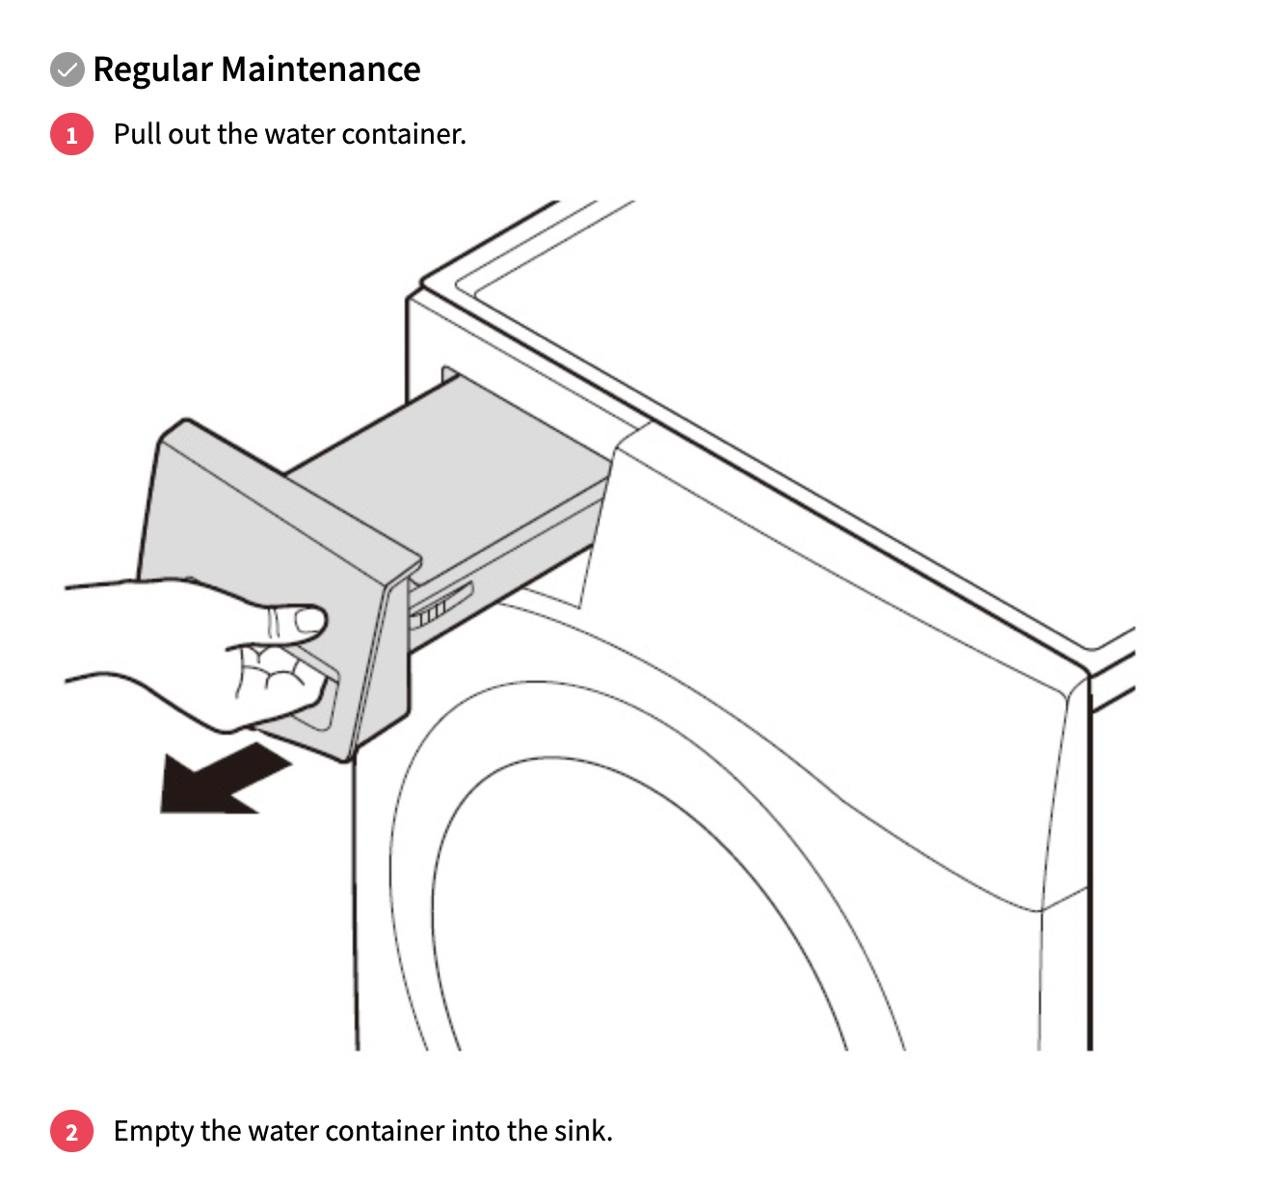 Regular Maintenance
1 Pull out the water container.
2 Empty the water container into the sink.